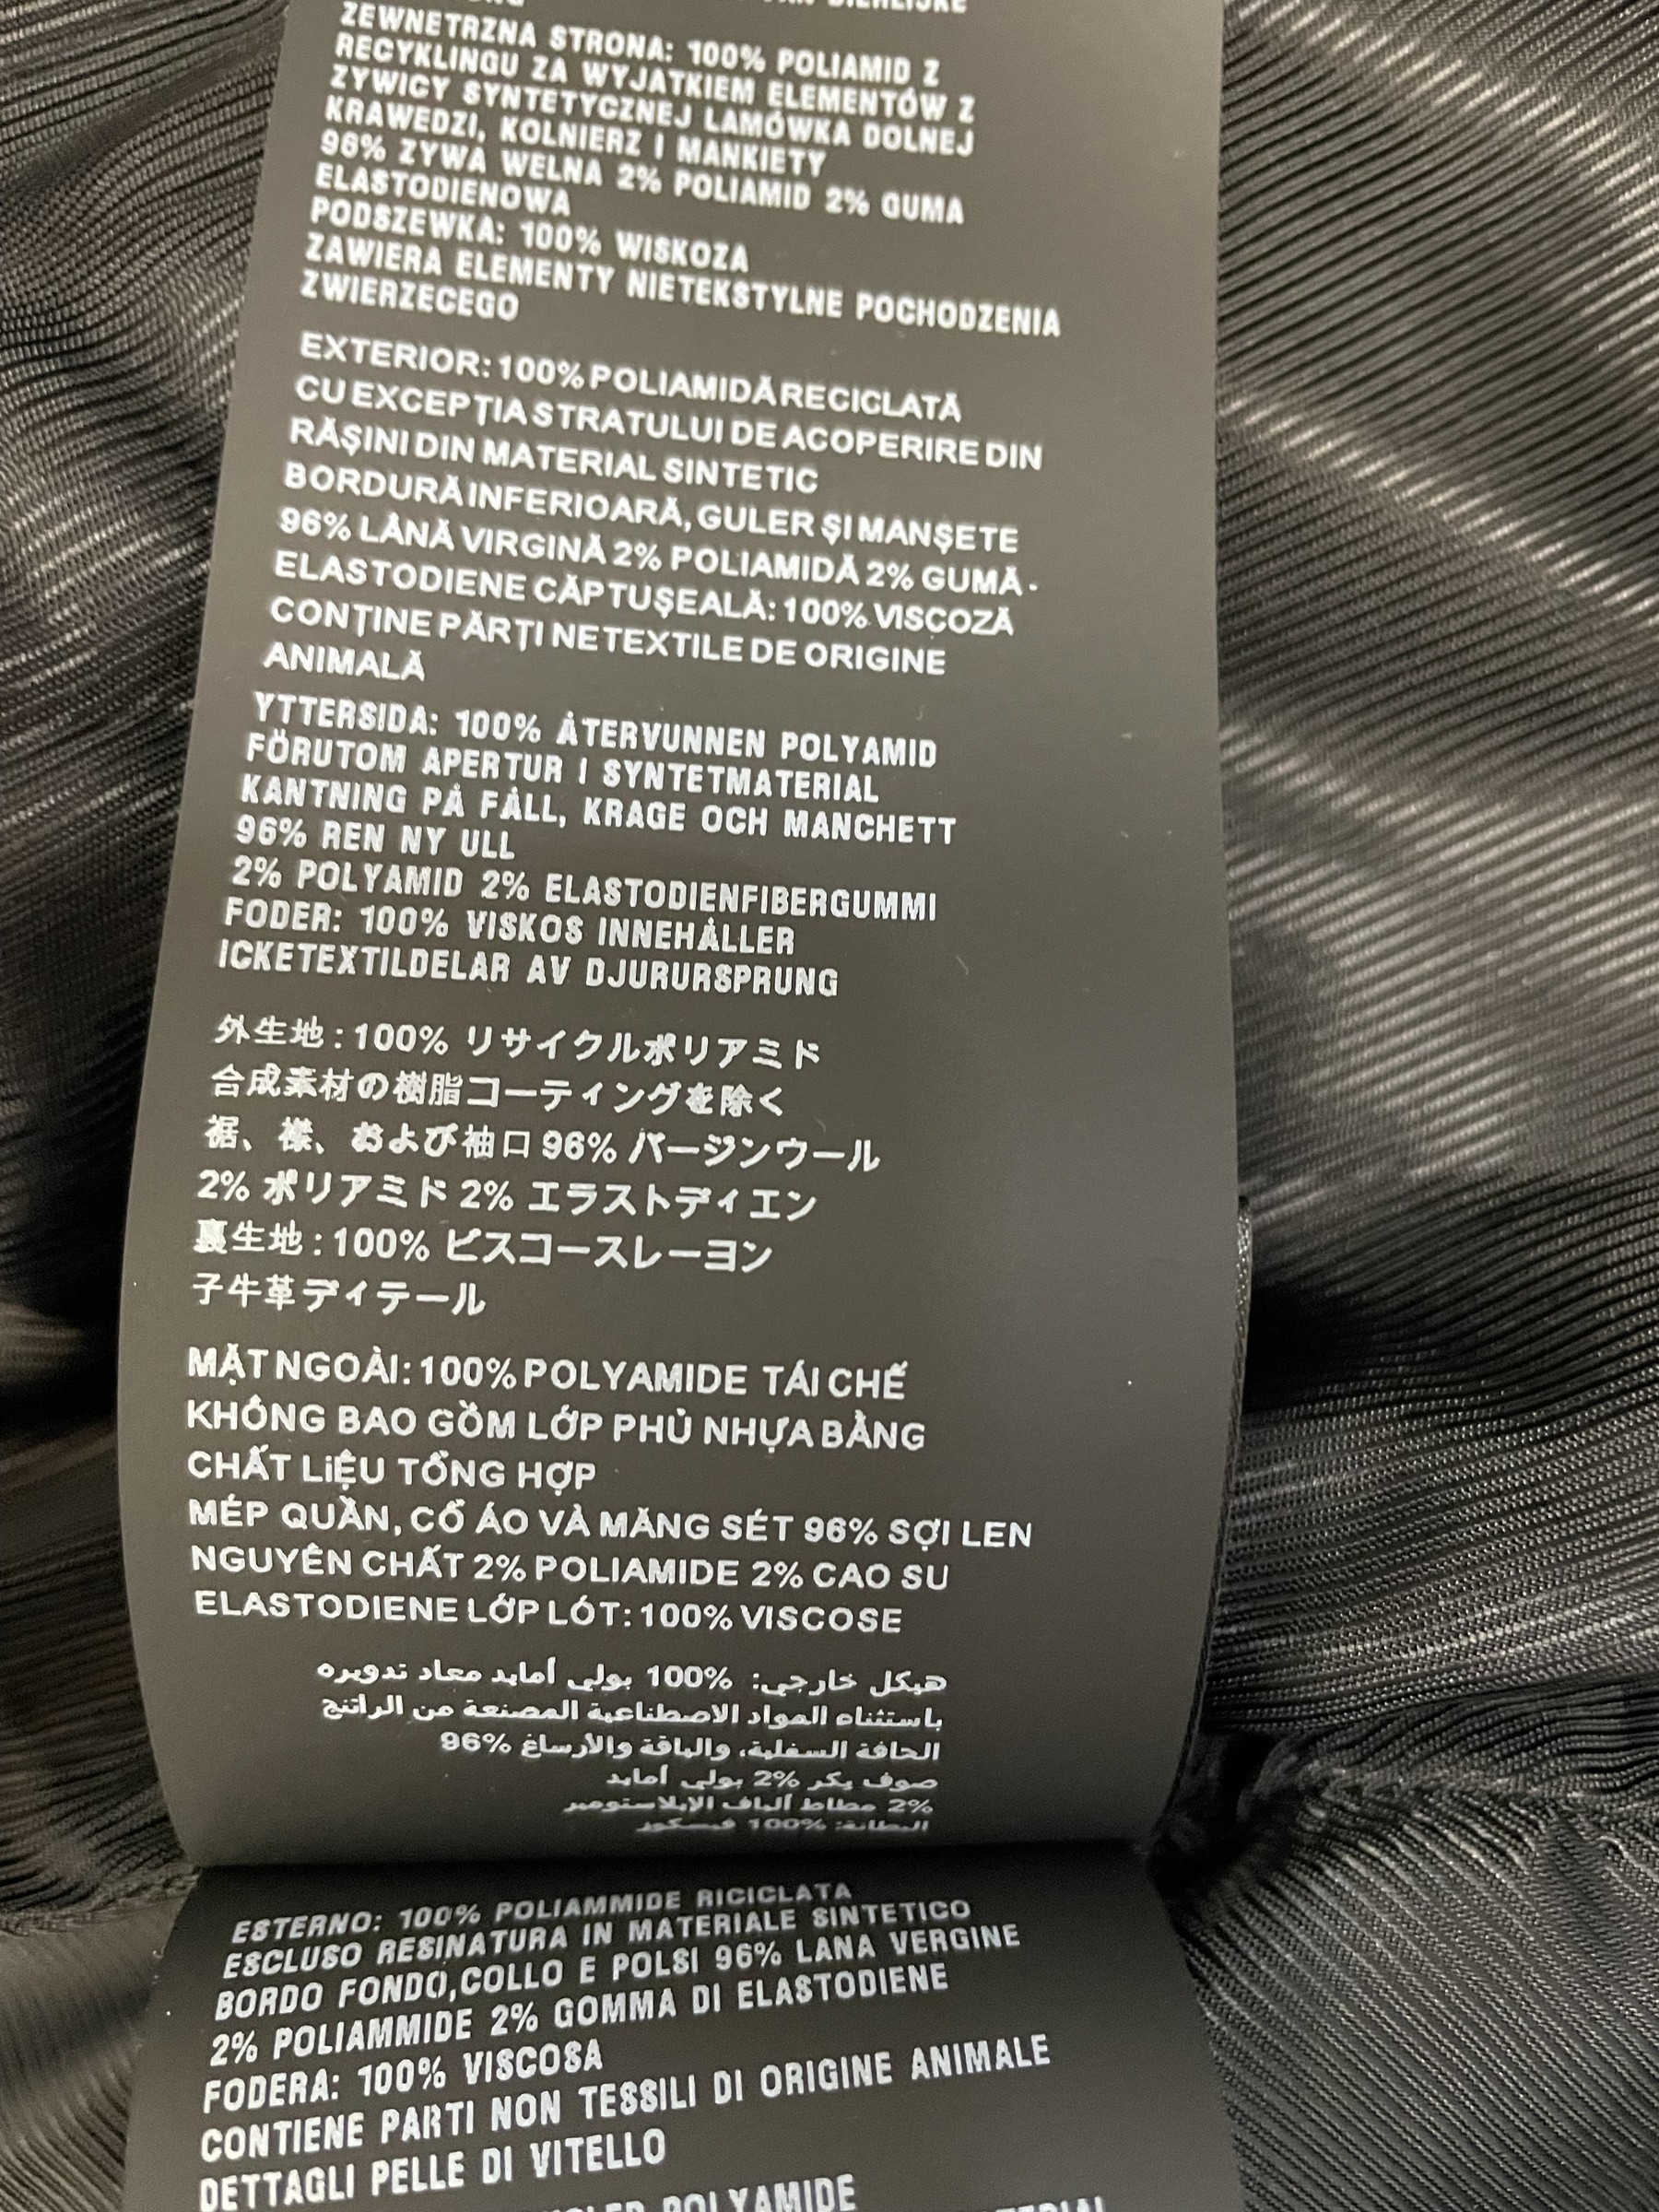 ZEWNETRZNA STRONA: 100% POLIAMID Z
RECYKLINGU ZA WYJATKIEM ELEMENTÓW Z
ZYWICY SYNTETYCZNEJ LAMÓWKA DOLNEJ
KRAWEDZI, KOLNIERZ I MANKIETY
96% ZYWA WELNA 2% POLIAMID 2% GUMA
ELASTODIENOWA
PODSZEWKA: 100% WISKOZA
ZAWIERA ELEMENTY NIETEKSTYLNE POCHODZENIA
ZWIERZECEGO
EXTERIOR: 100% POLIAMIDĂ RECICLATĂ
CU EXCEPȚIA STRATULUI DE ACOPERIRE DIN
RĂȘINI DIN MATERIAL SINTETIC
BORDURĂ INFERIOARĂ, GULER ȘI MANȘETE
96% LÂNĂ VIRGINĂ 2% POLIAMIDĂ 2% GUMĂ -
ELASTODIENE CĂPTUȘEALĂ: 100% VISCOZĂ
CONȚINE PĂRȚI NETEXTILE DE ORIGINE
ANIMALĂ
YTTERSIDA: 100% ÅTERVUNNEN POLYAMID
FÖRUTOM APERTUR I SYNTETMATERIAL
KANTNING PÅ FÅLL, KRAGE OCH MANCHETT
96% REN NY ULL
2% POLYAMID 2% ELASTODIENFIBERGUMMI
FODER: 100% VISKOS INNEHÅLLER
ICKETEXTILDELAR AV DJURURSPRUNG
外生地：100% リサイクルポリアミド
合成素材の樹脂コーティングを除く
裾、襟、および袖口 96% バージンウール
2% ポリアミド 2% エラストディエン
裏生地：100% ビスコースレーヨン
子牛革ディテール
MẶT NGOÀI: 100% POLYAMIDE TÁI CHẾ
KHÔNG BAO GỒM LỚP PHỦ NHỰA BẰNG
CHẤT LiỆU TỔNG HỢP
MÉP QUẦN, CỔ ÁO VÀ MĂNG SÉT 96% SỢI LEN
NGUYÊN CHẤT 2% POLIAMIDE 2% CAO SU
ELASTODIENE LỚP LÓT: 100% VISCOSE
هيكل خارجي: 100% بولي أمايد معاد تدويره
باستثناء المواد الاصطناعية المصنعة من الراتنج
الحافة السفلية، والياقة والأرساغ 96%
صوف بكر 2% بولي أمايد
2% مطاط ألياف الإيلاستومير
البطانة: 100% فيسكوز
ESTERNO: 100% POLIAMMIDE RICICLATA
ESCLUSO RESINATURA IN MATERIALE SINTETICO
BORDO FONDO,COLLO E POLSI 96% LANA VERGINE
2% POLIAMMIDE 2% GOMMA DI ELASTODIENE
FODERA: 100% VISCOSA
CONTIENE PARTI NON TESSILI DI ORIGINE ANIMALE
DETTAGLI PELLE DI VITELLO
POLYAMIDE